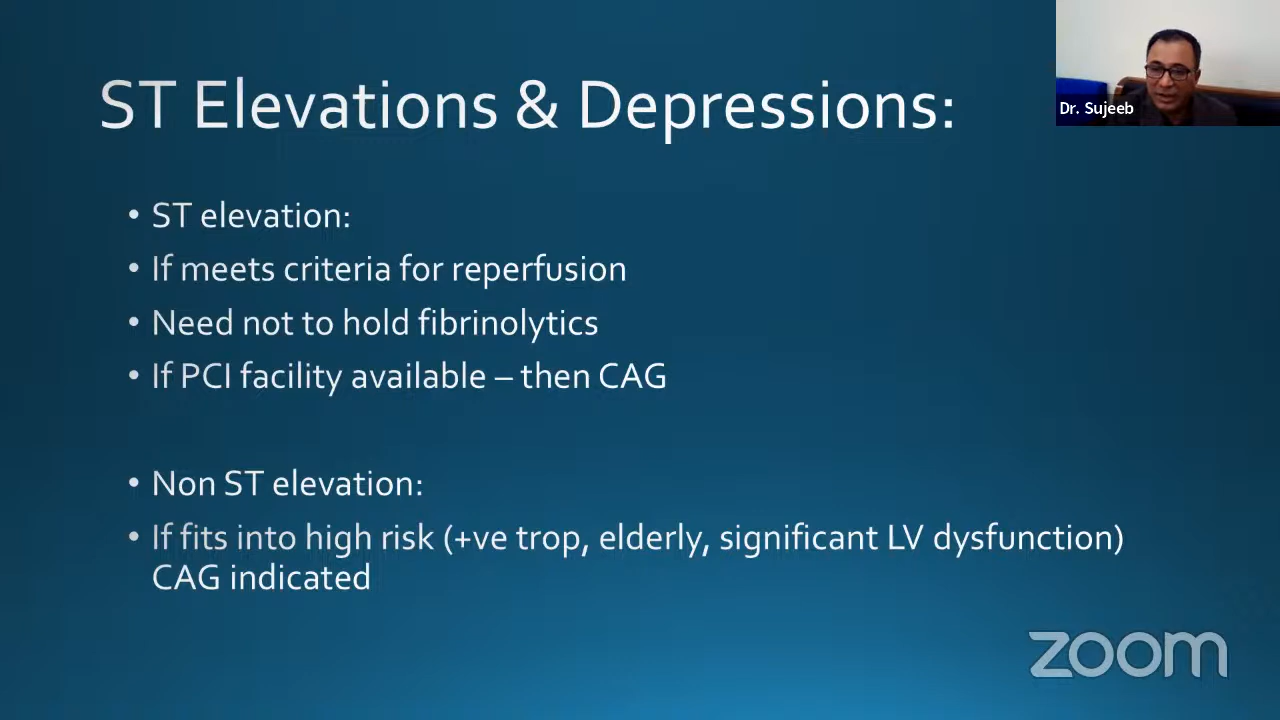 ST Elevations & Depressions:
Dr. Sujeeb
• ST elevation:
• If meets criteria for reperfusion
• Need not to hold fibrinolytics
• If PCI facility available – then CAG
• Non ST elevation:
• If fits into high risk (+ve trop, elderly, significant LV dysfunction)
CAG indicated
zoom